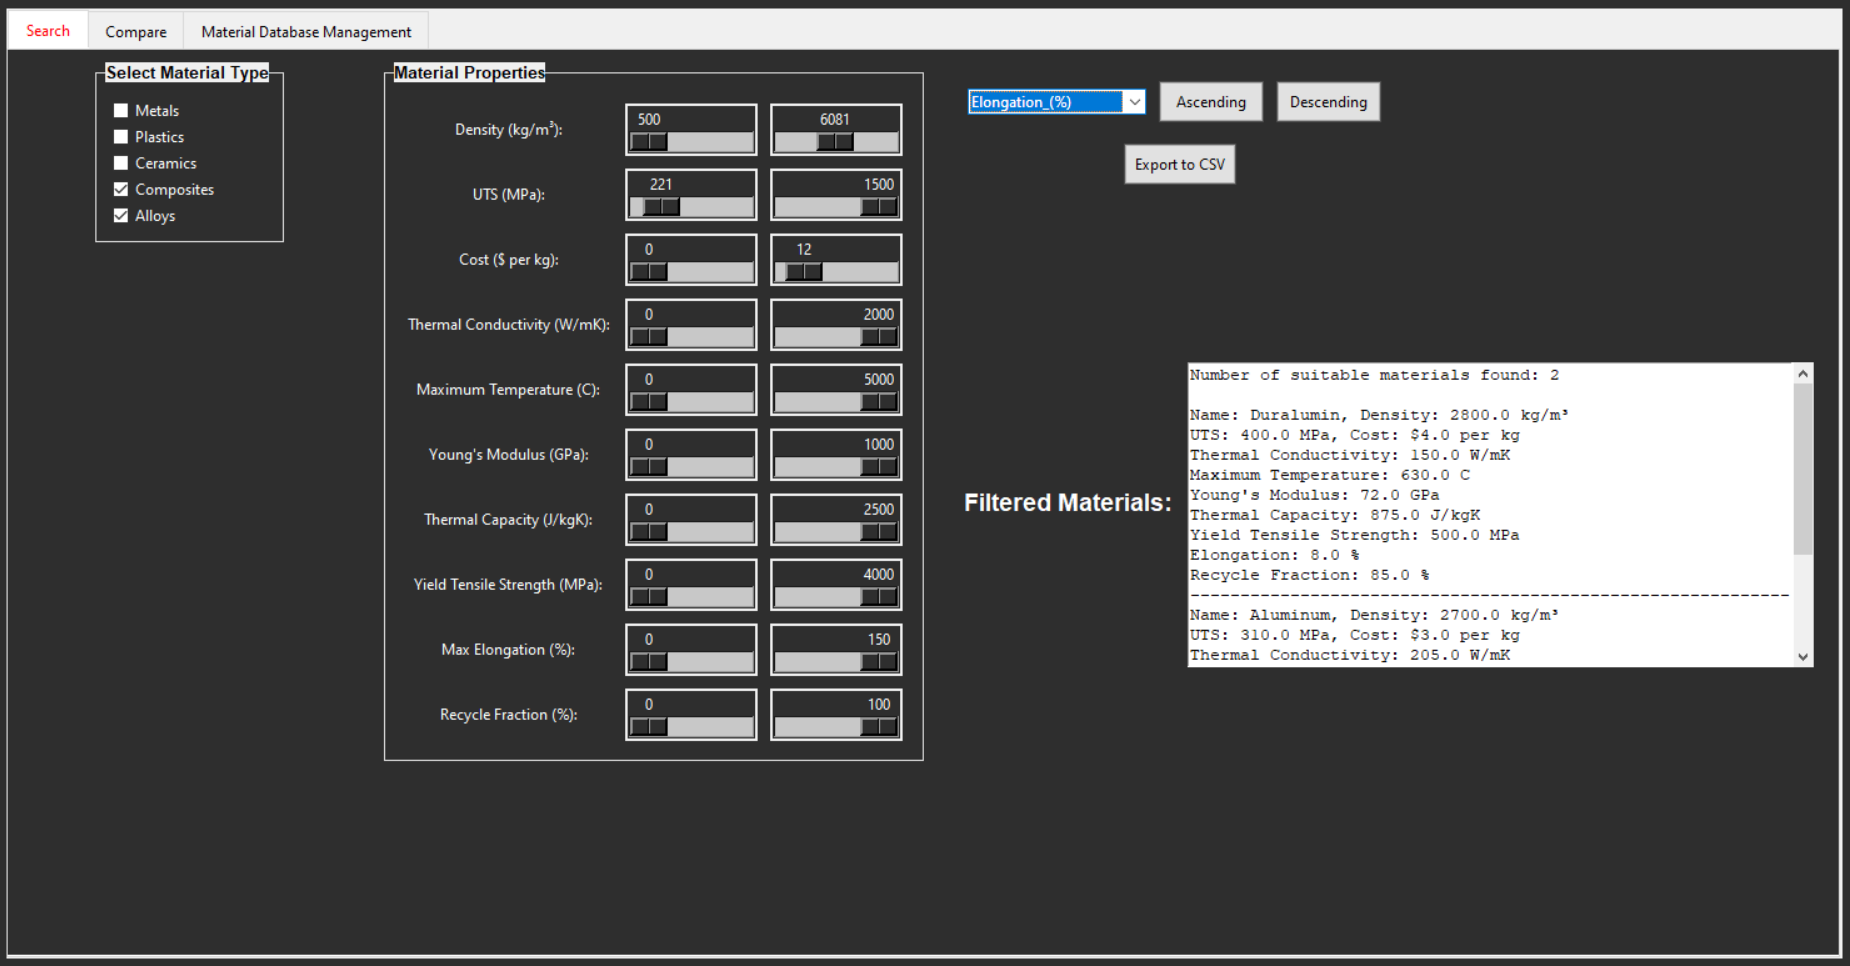 Search Compare Material Database Management
Select Material Type
Metals
Plastics
Ceramics
Composites
Alloys
Material Properties
Density (kg/m³): 500 6081
UTS (MPa): 221 1500
Cost ($ per kg): 0 12
Thermal Conductivity (W/mK): 0 2000
Maximum Temperature (C): 0 5000
Young's Modulus (GPa): 0 1000
Thermal Capacity (J/kgK): 0 2500
Yield Tensile Strength (MPa): 0 4000
Max Elongation (%): 0 150
Recycle Fraction (%): 0 100
Elongation_(%) Ascending Descending
Export to CSV
Filtered Materials:
Number of suitable materials found: 2
Name: Duralumin, Density: 2800.0 kg/m³
UTS: 400.0 MPa, Cost: $4.0 per kg
Thermal Conductivity: 150.0 W/mK
Maximum Temperature: 630.0 C
Young's Modulus: 72.0 GPa
Thermal Capacity: 875.0 J/kgK
Yield Tensile Strength: 500.0 MPa
Elongation: 8.0 %
Recycle Fraction: 85.0 %
------------------------------------------------------------
Name: Aluminum, Density: 2700.0 kg/m³
UTS: 310.0 MPa, Cost: $3.0 per kg
Thermal Conductivity: 205.0 W/mK